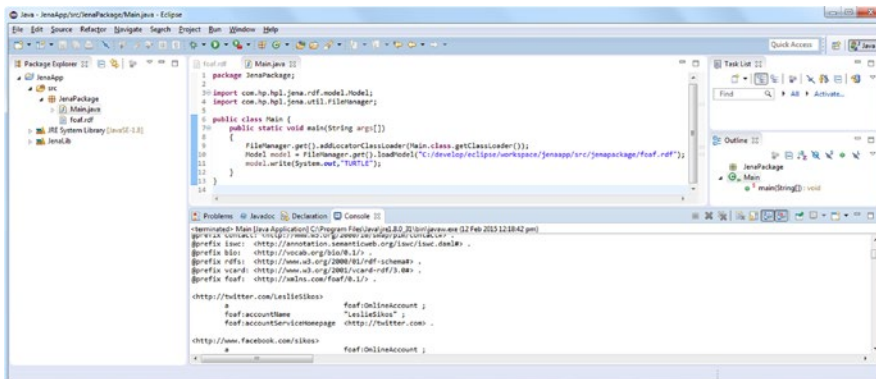 Java - JenaApp/src/JenaPackage/Main.java - Eclipse
File Edit Source Refactor Navigate Search Project Run Window Help
Quick Access
Java
Package Explorer
JenaApp
src
JenaPackage
Main.java
foaf.rdf
JRE System Library [JavaSE-1.8]
JenaLib
foaf.rdf
Main.java
1 package JenaPackage;
2
3 import com.hp.hpl.jena.rdf.model.Model;
4 import com.hp.hpl.jena.util.FileManager;
5
6 public class Main {
7 public static void main(String args[])
8 {
9 FileManager.get().addLocatorClassLoader(Main.class.getClassLoader());
10 Model model = FileManager.get().loadModel("C:/develop/eclipse/workspace/jenaapp/src/jenapackage/foaf.rdf");
11 model.write(System.out,"TURTLE");
12 }
13 }
14
Task List
Find
All
Activate...
Outline
JenaPackage
Main
main(String[]) : void
Problems
Javadoc
Declaration
Console
<terminated> Main [Java Application] C:\Program Files\Java\jre1.8.0_31\bin\javaw.exe (12 Feb 2015 12:18:42 pm)
@prefix iswc: <http://annotation.semanticweb.org/iswc/iswc.daml#> .
@prefix bio: <http://vocab.org/bio/0.1/> .
@prefix rdfs: <http://www.w3.org/2000/01/rdf-schema#> .
@prefix vcard: <http://www.w3.org/2001/vcard-rdf/3.0#> .
@prefix foaf: <http://xmlns.com/foaf/0.1/> .
<http://twitter.com/LeslieSikos>
a foaf:OnlineAccount ;
foaf:accountName "LeslieSikos" ;
foaf:accountServiceHomepage <http://twitter.com> .
<http://www.facebook.com/sikos>
a foaf:OnlineAccount ;